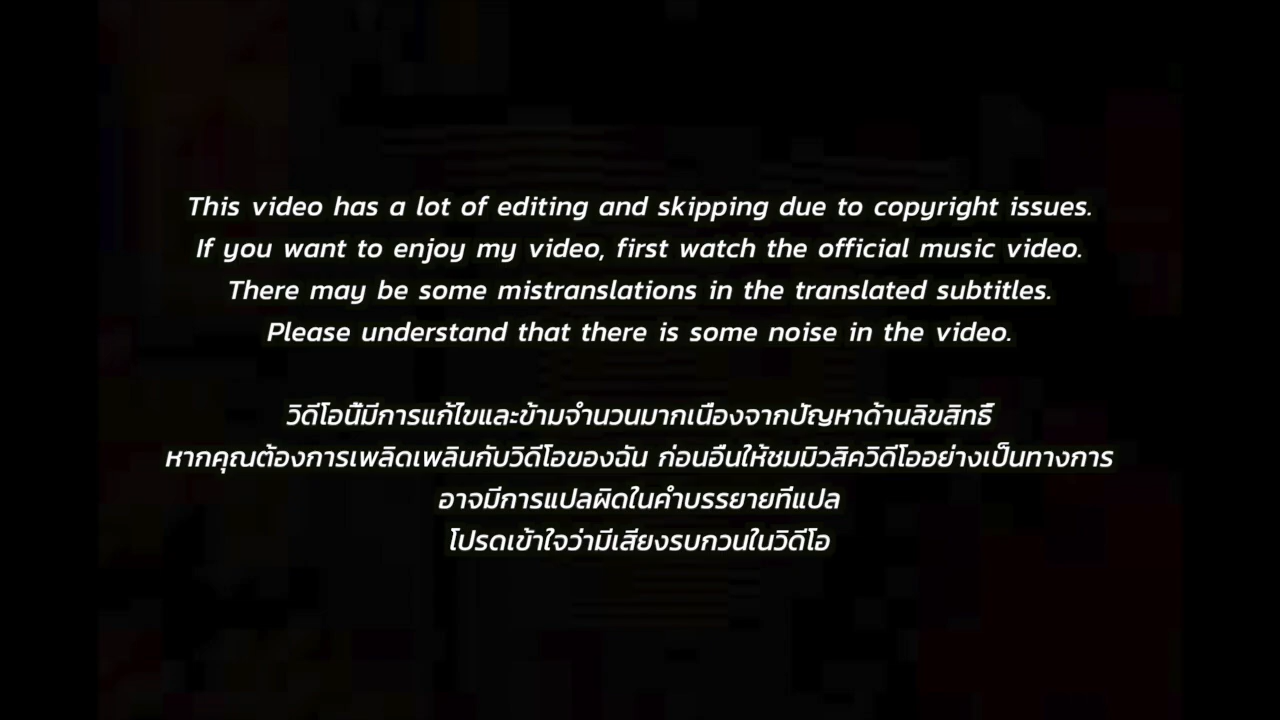 This video has a lot of editing and skipping due to copyright issues.
If you want to enjoy my video, first watch the official music video.
There may be some mistranslations in the translated subtitles.
Please understand that there is some noise in the video.
วิดีโอนี้มีการแก้ไขและข้ามจำนวนมากเนื่องจากปัญหาด้านลิขสิทธิ์
หากคุณต้องการเพลิดเพลินกับวิดีโอของฉัน ก่อนอื่นให้ชมมิวสิควิดีโออย่างเป็นทางการ
อาจมีการแปลผิดในคำบรรยายที่แปล
โปรดเข้าใจว่ามีเสียงรบกวนในวิดีโอ